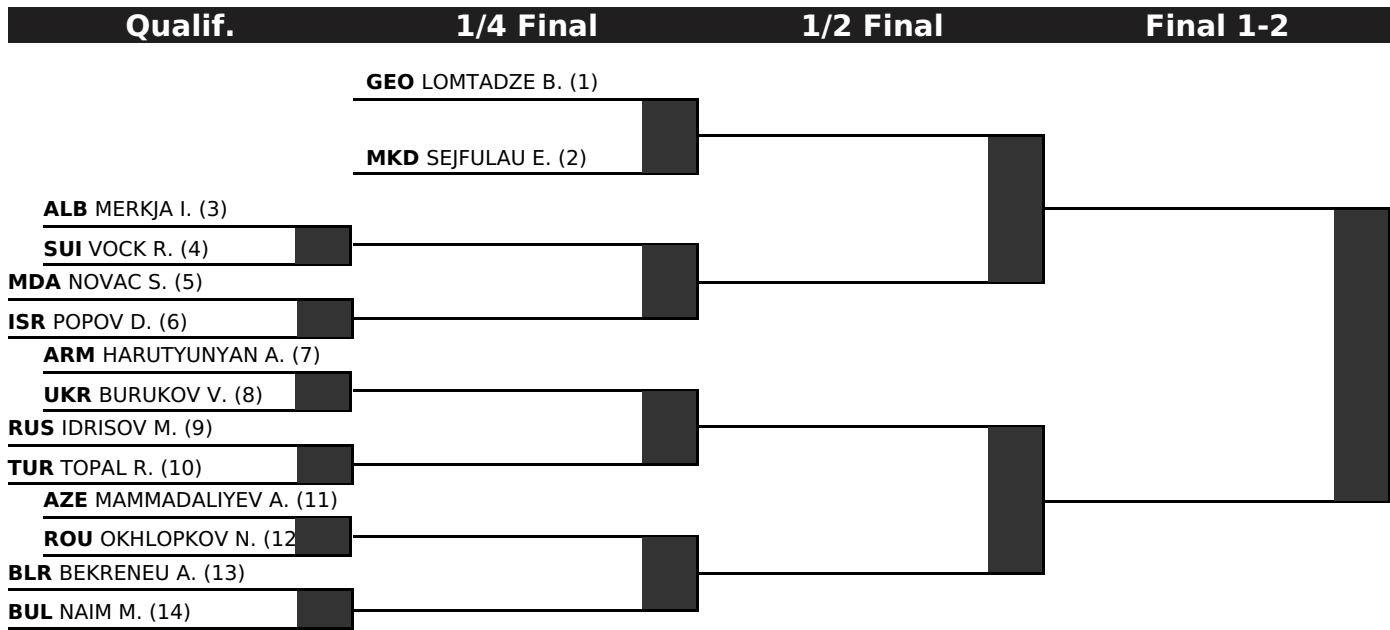 Qualif. 1/4 Final 1/2 Final Final 1-2
GEO LOMTADZE B. (1)
MKD SEJFULAU E. (2)
ALB MERKJA I. (3)
SUI VOCK R. (4)
MDA NOVAC S. (5)
ISR POPOV D. (6)
ARM HARUTYUNYAN A. (7)
UKR BURUKOV V. (8)
RUS IDRISOV M. (9)
TUR TOPAL R. (10)
AZE MAMMADALIYEV A. (11)
ROU OKHLOPKOV N. (12
BLR BEKRENEU A. (13)
BUL NAIM M. (14)